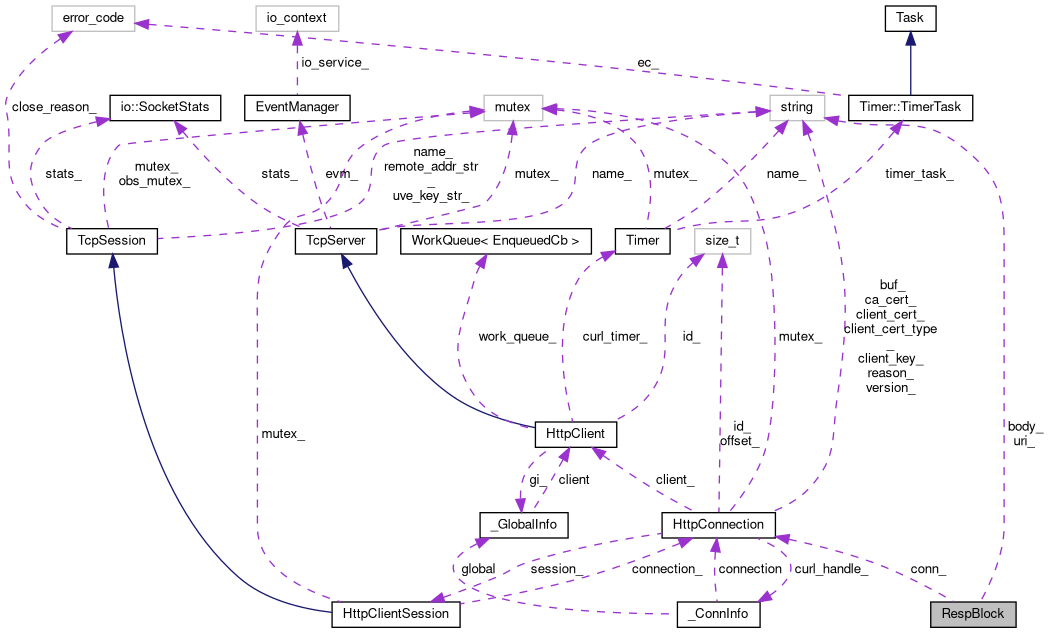 error_code
io_context
Task
io_service_
ec_
close_reason_
io::SocketStats
EventManager
mutex
string
Timer::TimerTask
stats_
mutex_
obs_mutex_
stats_
evm_
name_
remote_addr_str
_
uve_key_str_
mutex_
name_
mutex_
name_
timer_task_
TcpSession
TcpServer
WorkQueue< EnqueuedCb >
Timer
size_t
buf_
ca_cert_
client_cert_
client_cert_type
_
client_key_
reason_
version_
work_queue_
curl_timer_
id_
mutex_
mutex_
HttpClient
id_
offset_
body_
uri_
gi_
client
client_
_GlobalInfo
HttpConnection
global
session_
connection_
connection
curl_handle_
conn_
HttpClientSession
_ConnInfo
RespBlock